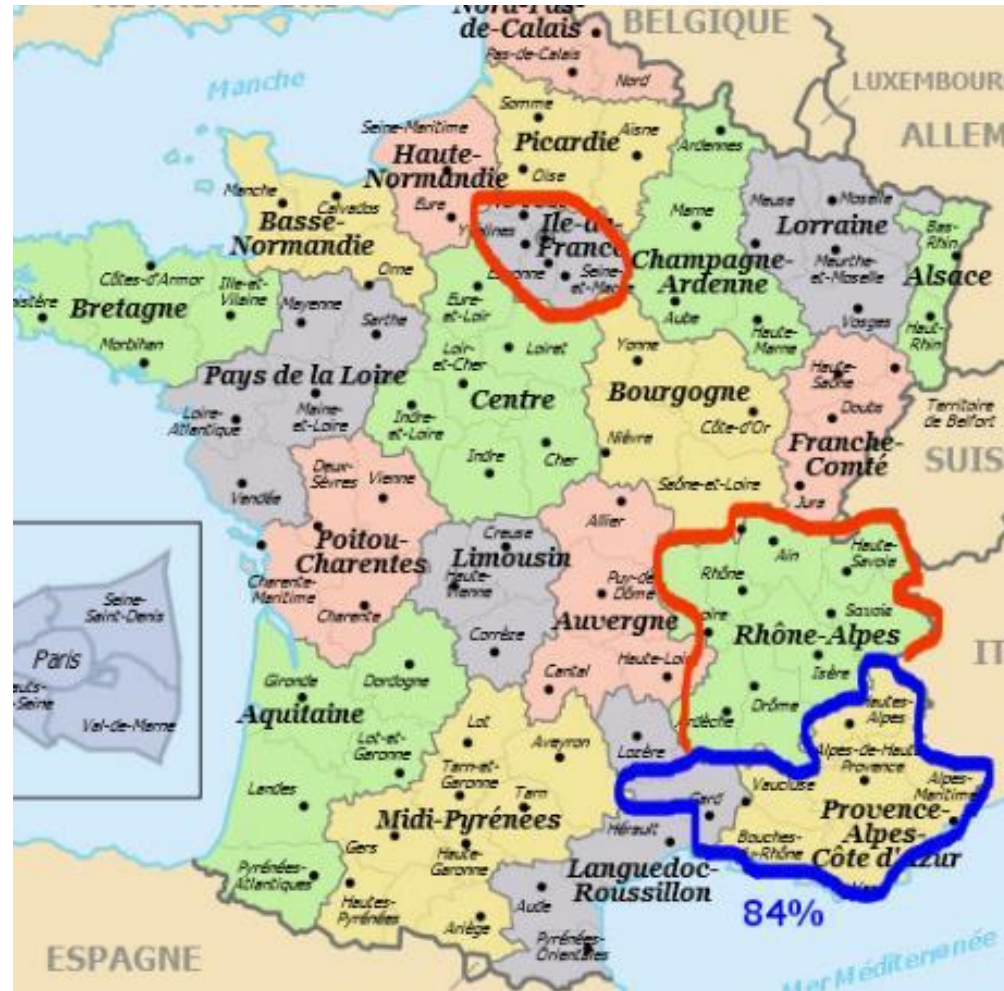 Nord-Pas-
de-Calais
BELGIQUE
Pas-de-Calais
Nord
LUXEMBOUR
Manche
Somme
Picardie
Aisne
Oise
Ardennes
ALLEM
Seine-Maritime
Haute-
Normandie
Eure
Manche
Calvados
Basse-
Normandie
Orne
Ile-de-
France
Seine-
et-Marne
Marne
Champagne-
Ardenne
Aube
Haute-
Marne
Meuse
Moselle
Lorraine
Meurthe-
et-Moselle
Vosges
Bas-
Rhin
Alsace
Haut-
Rhin
Côtes-d'Armor
Ille-et-
Vilaine
Bretagne
Morbihan
Mayenne
Sarthe
Pays de la Loire
Loire-
Atlantique
Maine-
et-Loire
Vendée
Eure-
et-Loir
Loir-
et-Cher
Loiret
Centre
Indre-
et-Loire
Indre
Cher
Yonne
Bourgogne
Côte-d'Or
Nièvre
Saône-et-Loire
Haute-
Saône
Doubs
Franche-
Comté
Jura
Territoire
de Belfort
SUIS
Deux-
Sèvres
Vienne
Poitou-
Charentes
Charente-
Maritime
Charente
Creuse
Limousin
Haute-
Vienne
Corrèze
Allier
Puy-de
Dôme
Auvergne
Cantal
Haute-Loi
Ain
Haute-
Savoie
Rhône
Savoie
oire
Rhône-Alpes
Isère
Drôme
Ardèche
IT
Seine-
Saint-Denis
Paris
auts-
-Seine
Val-de-Marne
Gironde
Dordogne
Aquitaine
Lot-et-
Garonne
Landes
Pyrénées-
Atlantiques
Lot
Aveyron
Tarn-et-
Garonne
Tarn
Midi-Pyrénées
Gers
Haute-
Garonne
Hautes-
Pyrénées
Ariège
Lozère
Gard
Hérault
Languedoc-
Roussillon
Aude
Pyrénées-
Orientales
autes-
Alpes
Alpes-de-Haut
Provence
Vaucluse
Alpes-
Maritime
Provence-
Alpes-
Côte d'Azur
Bouches-
Rhône
84%
ESPAGNE
Mer Méditerranée